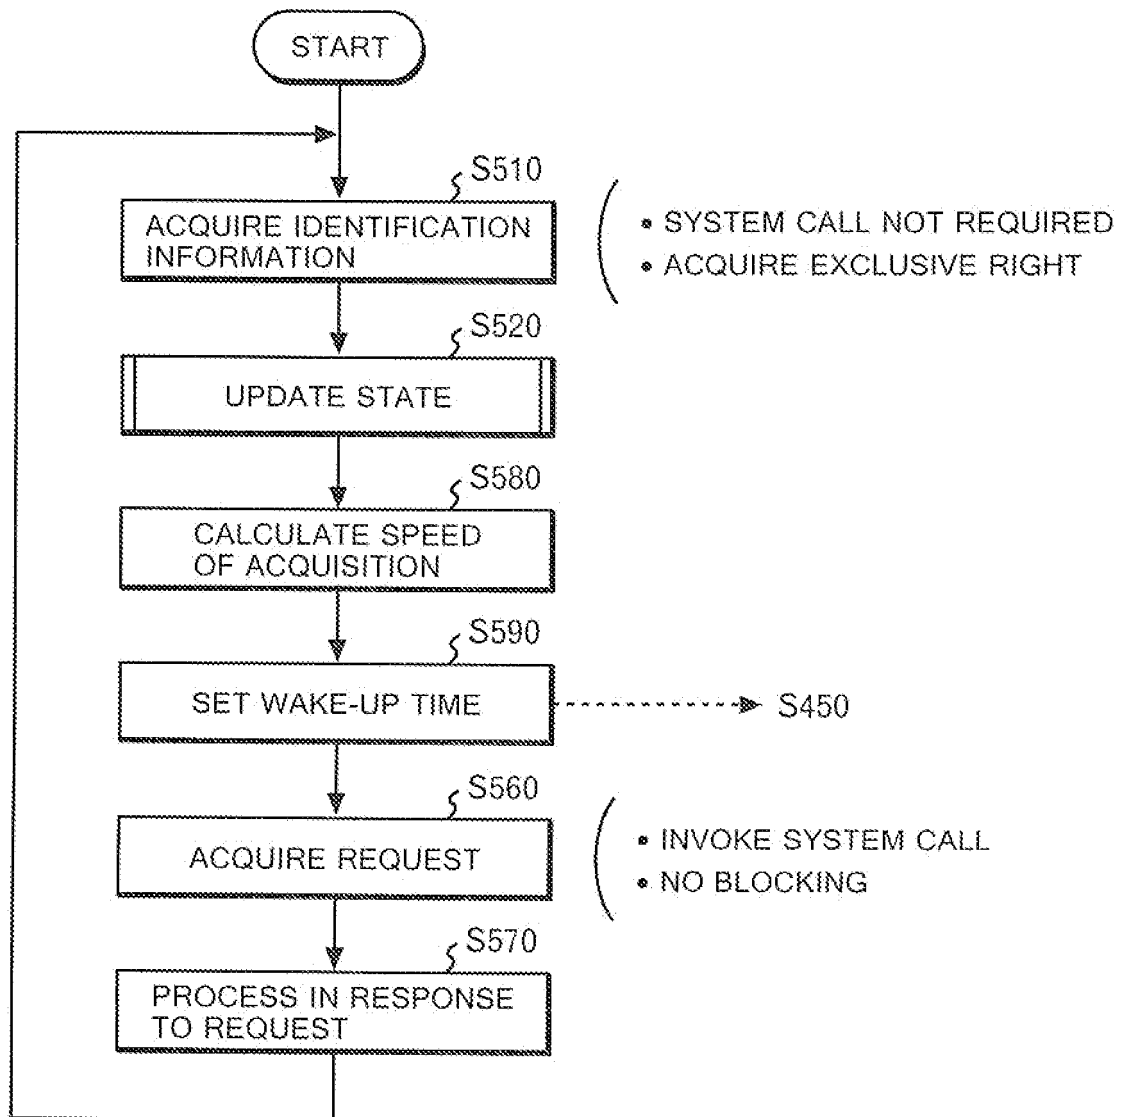 START
S510
ACQUIRE IDENTIFICATION
INFORMATION
• SYSTEM CALL NOT REQUIRED
• ACQUIRE EXCLUSIVE RIGHT
S520
UPDATE STATE
S580
CALCULATE SPEED
OF ACQUISITION
S590
SET WAKE-UP TIME
S450
S560
ACQUIRE REQUEST
• INVOKE SYSTEM CALL
• NO BLOCKING
S570
PROCESS IN RESPONSE
TO REQUEST